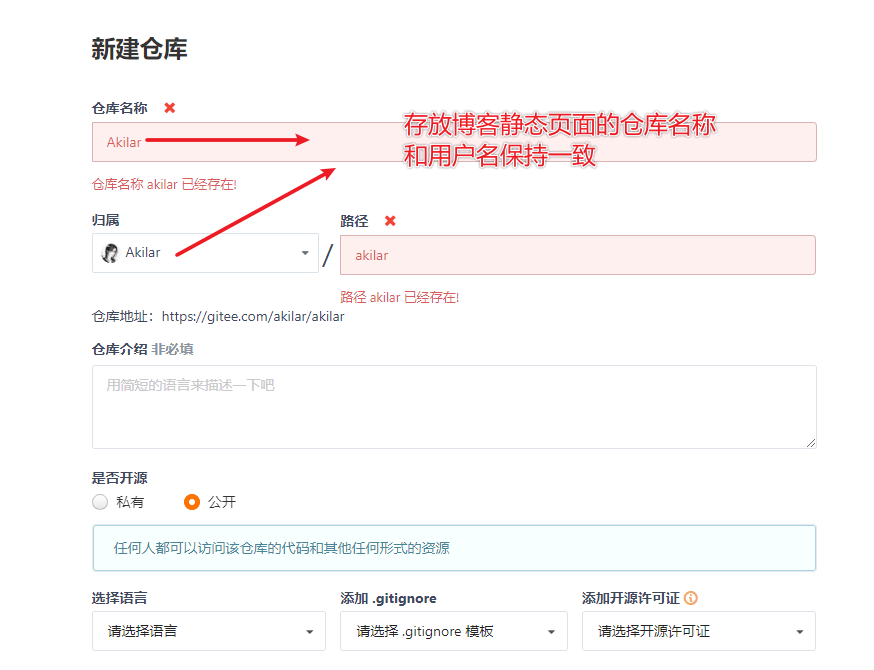 新建仓库
仓库名称 ✖
Akilar
存放博客静态页面的仓库名称
和用户名保持一致
仓库名称 akilar 已经存在!
归属
路径 ✖
Akilar
/
akilar
路径 akilar 已经存在!
仓库地址：https://gitee.com/akilar/akilar
仓库介绍 非必填
用简短的语言来描述一下吧
是否开源
私有
公开
任何人都可以访问该仓库的代码和其他任何形式的资源
选择语言
添加 .gitignore
添加开源许可证
请选择语言
请选择 .gitignore 模板
请选择开源许可证